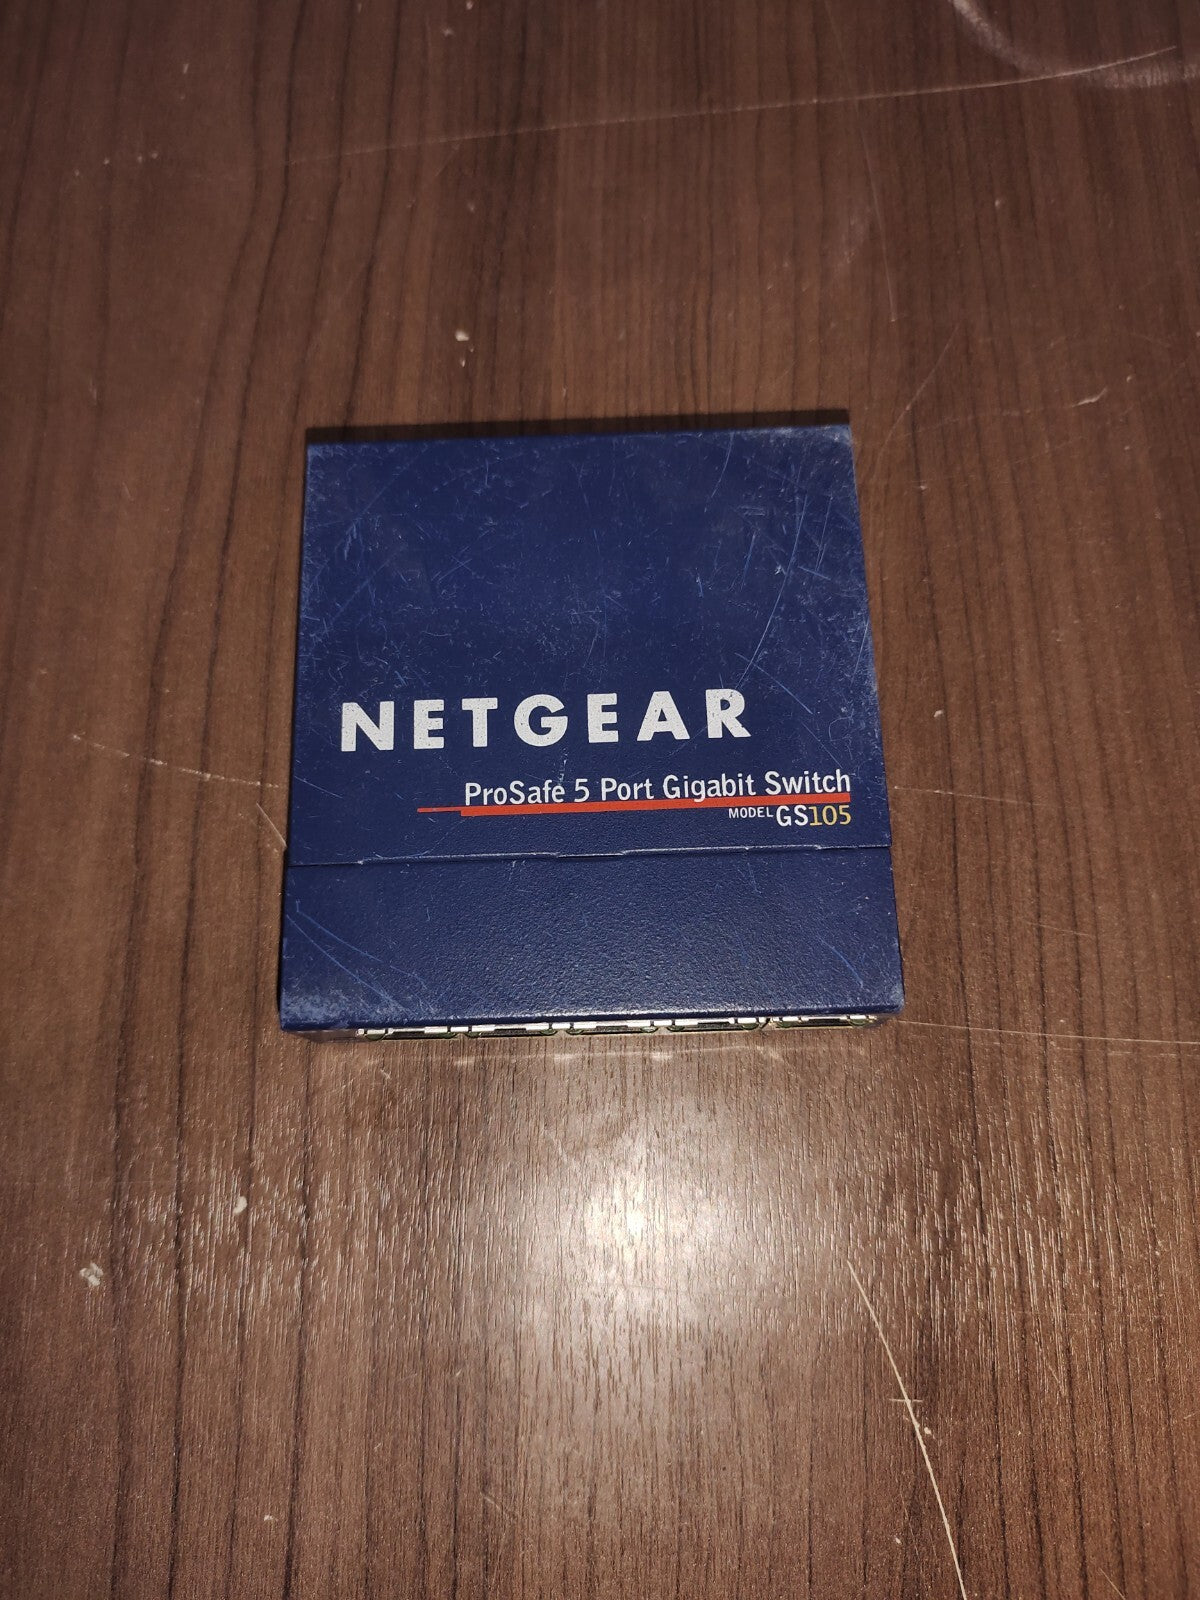 NETGEAR
ProSafe 5 Port Gigabit Switch
MODEL GS105